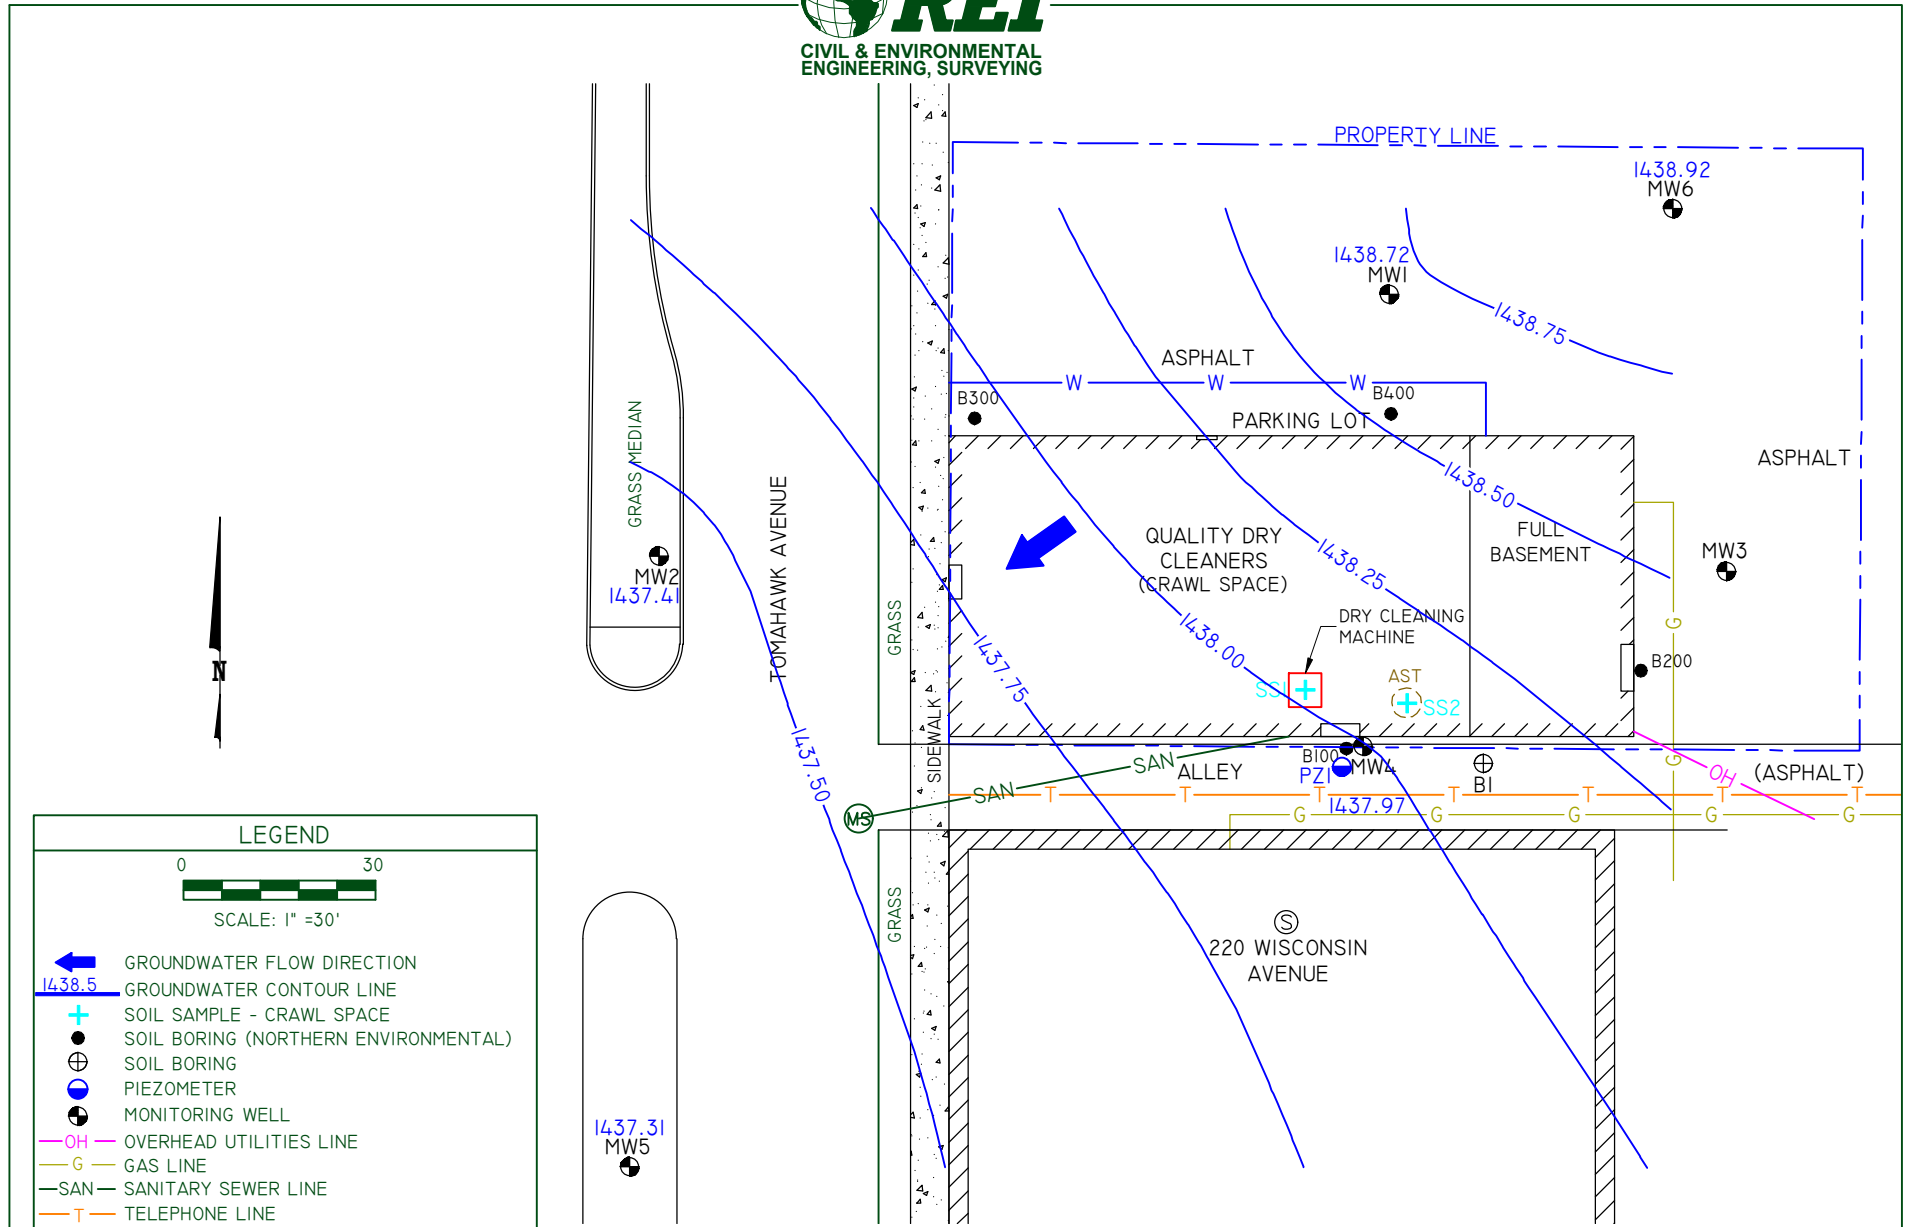 REI
CIVIL & ENVIRONMENTAL
ENGINEERING, SURVEYING
PROPERTY LINE
1438.92
MW6
1438.72
MW1
1438.75
ASPHALT
W
W
W
B300
B400
PARKING LOT
GRASS MEDIAN
TOMAHAWK AVENUE
ASPHALT
1438.50
QUALITY DRY
CLEANERS
(CRAWL SPACE)
FULL
BASEMENT
1438.25
MW3
MW2
1437.41
GRASS
DRY CLEANING
MACHINE
1438.00
1437.75
G
B200
N
SS1
AST
SS2
SIDEWALK
1437.50
B100
MW4
PZ1
1437.97
B1
SAN
SAN
ALLEY
OH
G
(ASPHALT)
T
T
T
T
T
T
T
MS
G
G
G
G
G
GRASS
S
220 WISCONSIN
AVENUE
1437.31
MW5
LEGEND
0
30
SCALE: 1" =30'
GROUNDWATER FLOW DIRECTION
1438.5
GROUNDWATER CONTOUR LINE
SOIL SAMPLE - CRAWL SPACE
SOIL BORING (NORTHERN ENVIRONMENTAL)
SOIL BORING
PIEZOMETER
MONITORING WELL
OH OVERHEAD UTILITIES LINE
G GAS LINE
SAN SANITARY SEWER LINE
T TELEPHONE LINE